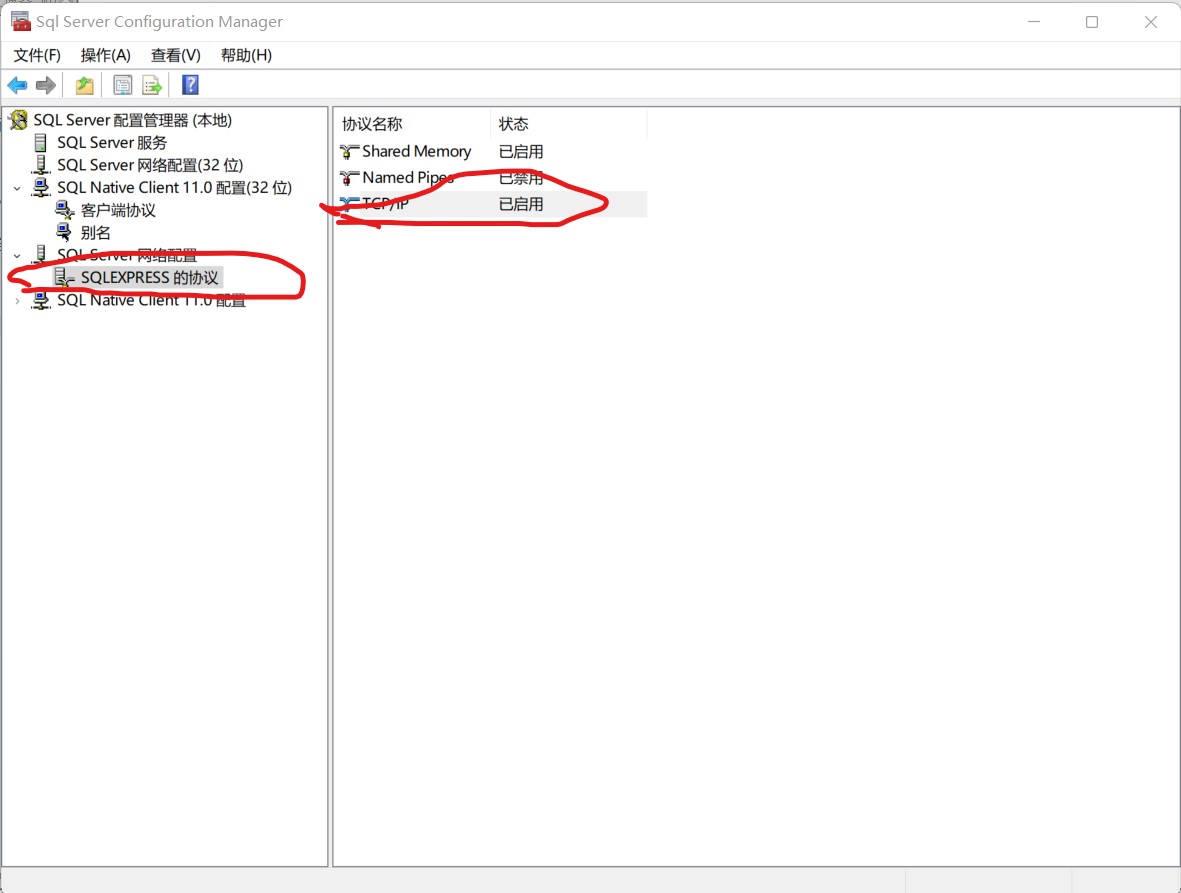 Sql Server Configuration Manager
文件(F) 操作(A) 查看(V) 帮助(H)
SQL Server 配置管理器 (本地)
SQL Server 服务
SQL Server 网络配置(32 位)
SQL Native Client 11.0 配置(32 位)
客户端协议
别名
SQL Server 网络配置
SQLEXPRESS 的协议
SQL Native Client 11.0 配置
协议名称 状态
Shared Memory 已启用
Named Pipes 已禁用
TCP/IP 已启用